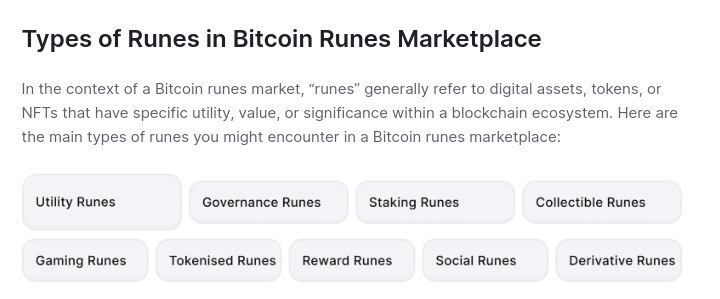 Types of Runes in Bitcoin Runes Marketplace
In the context of a Bitcoin runes market, “runes” generally refer to digital assets, tokens, or
NFTs that have specific utility, value, or significance within a blockchain ecosystem. Here are
the main types of runes you might encounter in a Bitcoin runes marketplace:
Utility Runes Governance Runes Staking Runes Collectible Runes
Gaming Runes Tokenised Runes Reward Runes Social Runes Derivative Runes